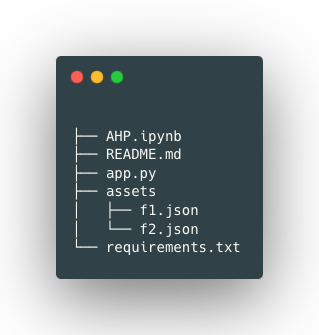 ├── AHP.ipynb
├── README.md
├── app.py
├── assets
│   ├── f1.json
│   └── f2.json
└── requirements.txt